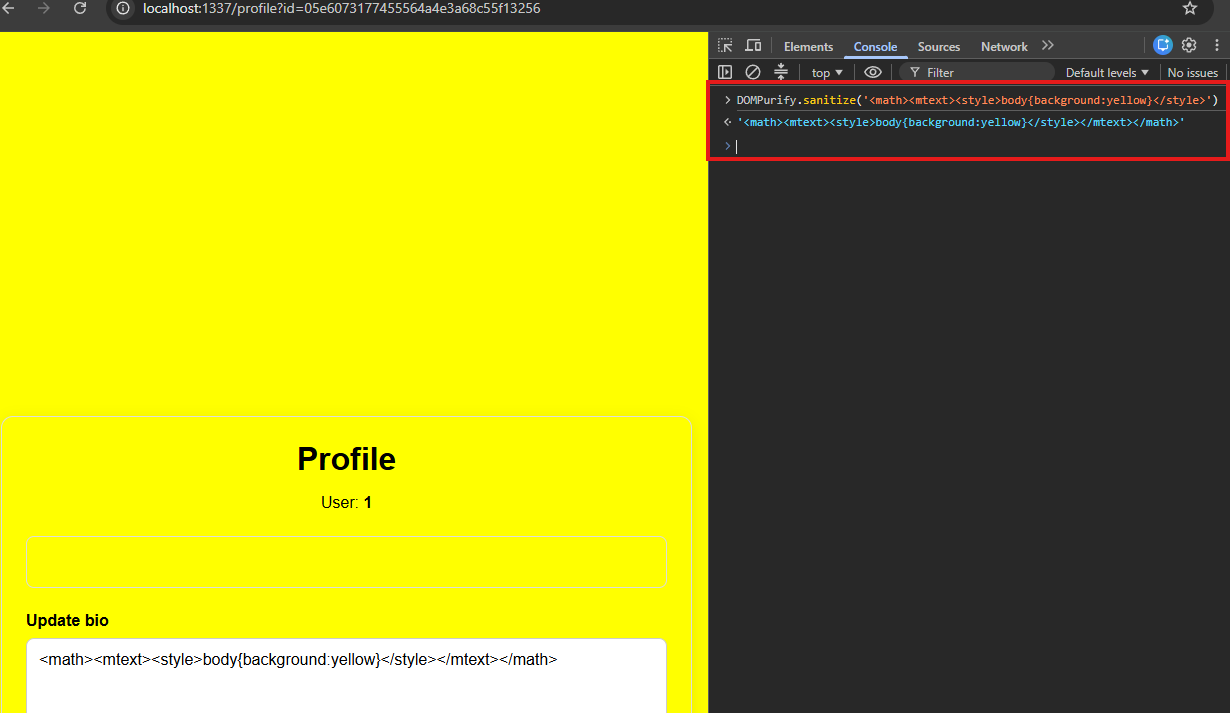 localhost:1337/profile?id=05e6073177455564a4e3a68c55f13256
Elements Console Sources Network
top Filter Default levels No issues
DOMPurify.sanitize('<math><mtext><style>body{background:yellow}</style>')
'<math><mtext><style>body{background:yellow}</style></mtext></math>'
Profile
User: 1
Update bio
<math><mtext><style>body{background:yellow}</style></mtext></math>